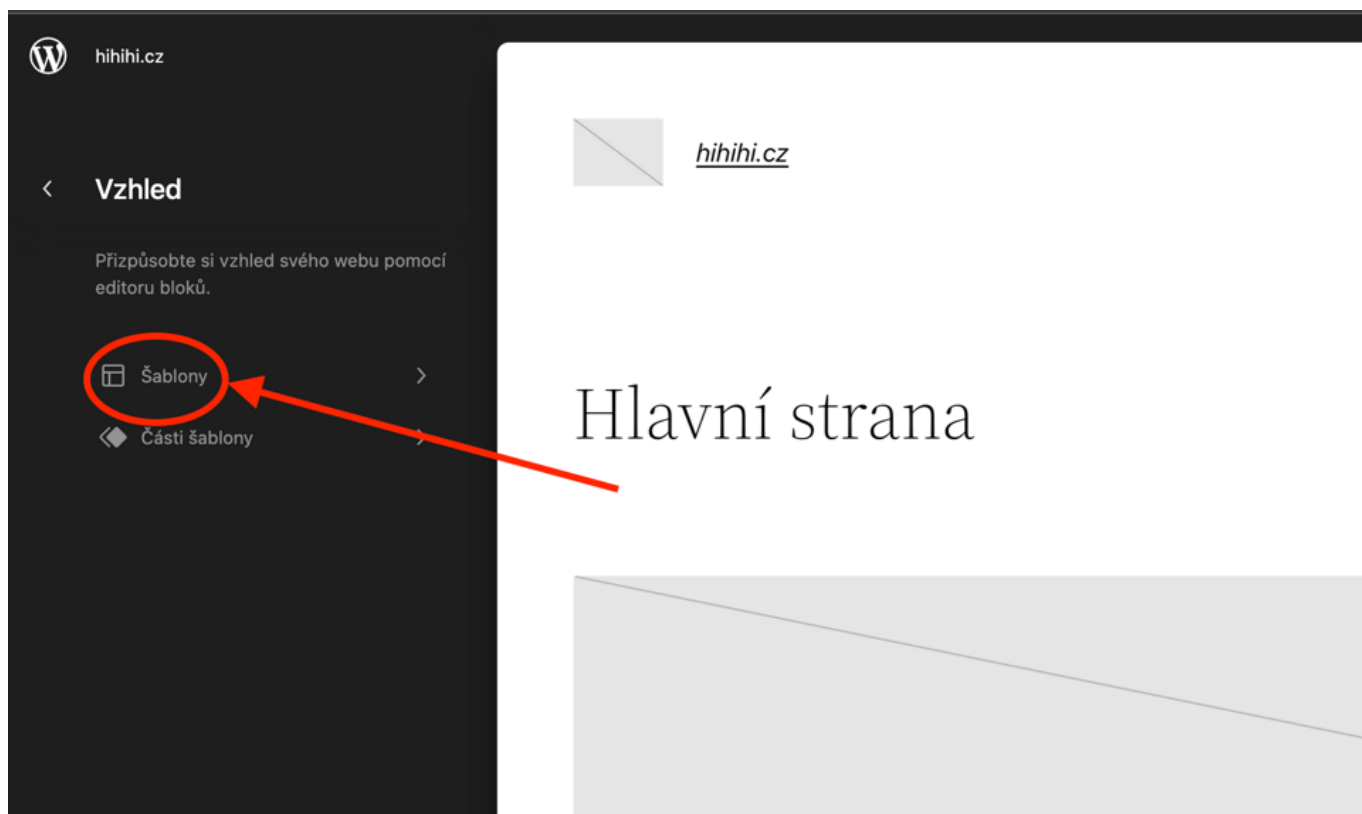 hihihi.cz
Vzhled
Přizpůsobte si vzhled svého webu pomocí
editoru bloků.
Šablony
Části šablony
hihihi.cz
Hlavní strana